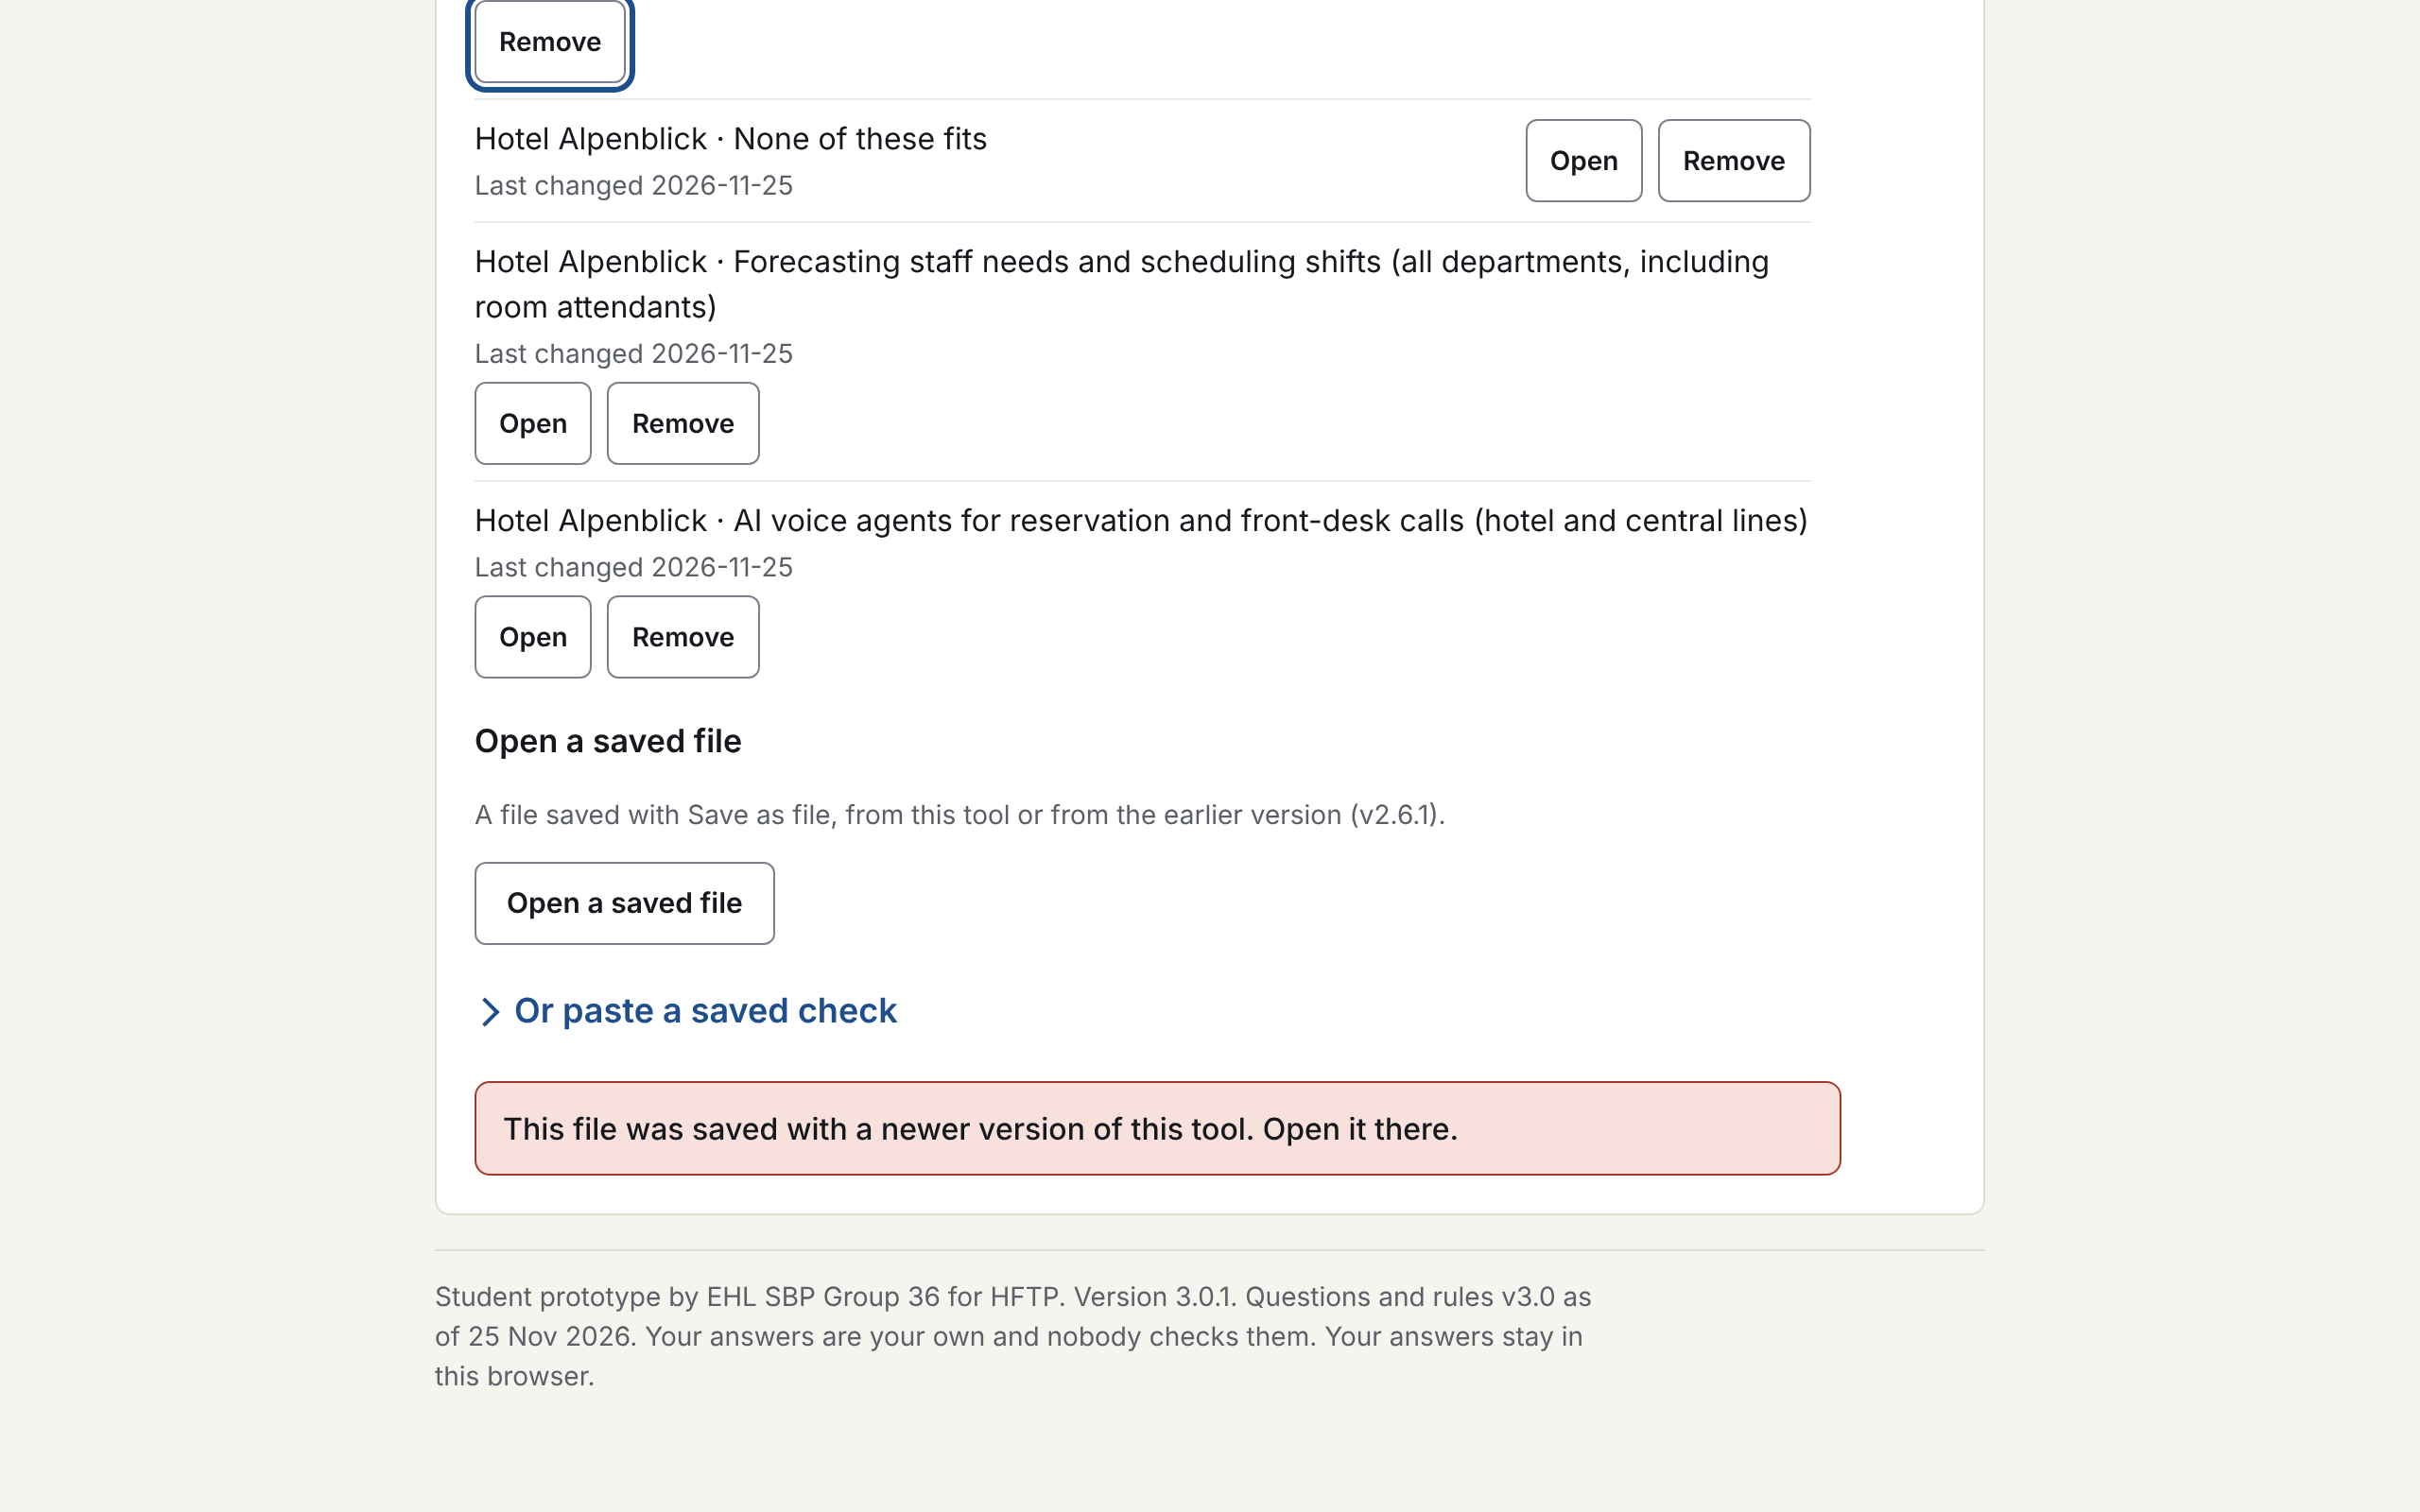 Remove
Hotel Alpenblick · None of these fits
Last changed 2026-11-25
Open
Remove
Hotel Alpenblick · Forecasting staff needs and scheduling shifts (all departments, including
room attendants)
Last changed 2026-11-25
Open
Remove
Hotel Alpenblick · AI voice agents for reservation and front-desk calls (hotel and central lines)
Last changed 2026-11-25
Open
Remove
Open a saved file
A file saved with Save as file, from this tool or from the earlier version (v2.6.1).
Open a saved file
Or paste a saved check
This file was saved with a newer version of this tool. Open it there.
Student prototype by EHL SBP Group 36 for HFTP. Version 3.0.1. Questions and rules v3.0 as
of 25 Nov 2026. Your answers are your own and nobody checks them. Your answers stay in
this browser.